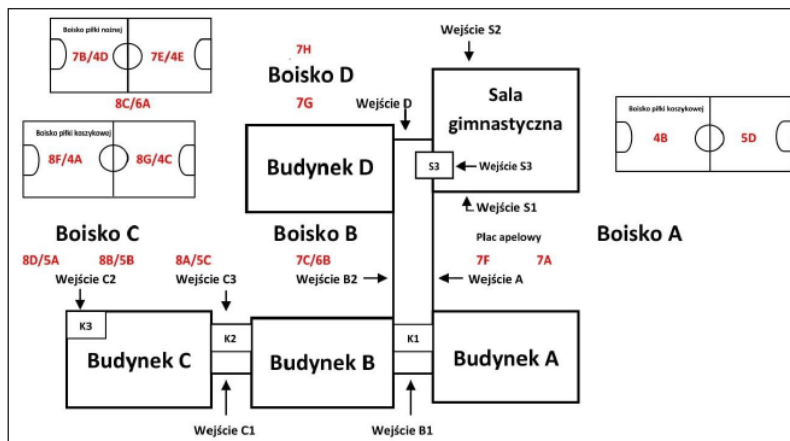 Boisko piłki nożnej
7B/4D
7E/4E
8C/6A
7H
Boisko D
7G
Wejście S2
Wejście D
Sala
gimnastyczna
Boisko piłki koszykowej
4B
5D
Boisko piłki koszykowej
8F/4A
8G/4C
Budynek D
S3
Wejście S3
Wejście S1
Boisko C
Boisko B
Plac apelowy
Boisko A
8D/5A
8B/5B
8A/5C
7C/6B
7F
7A
Wejście C2
Wejście C3
Wejście B2
Wejście A
K3
K2
K1
Budynek C
Budynek B
Budynek A
Wejście C1
Wejście B1